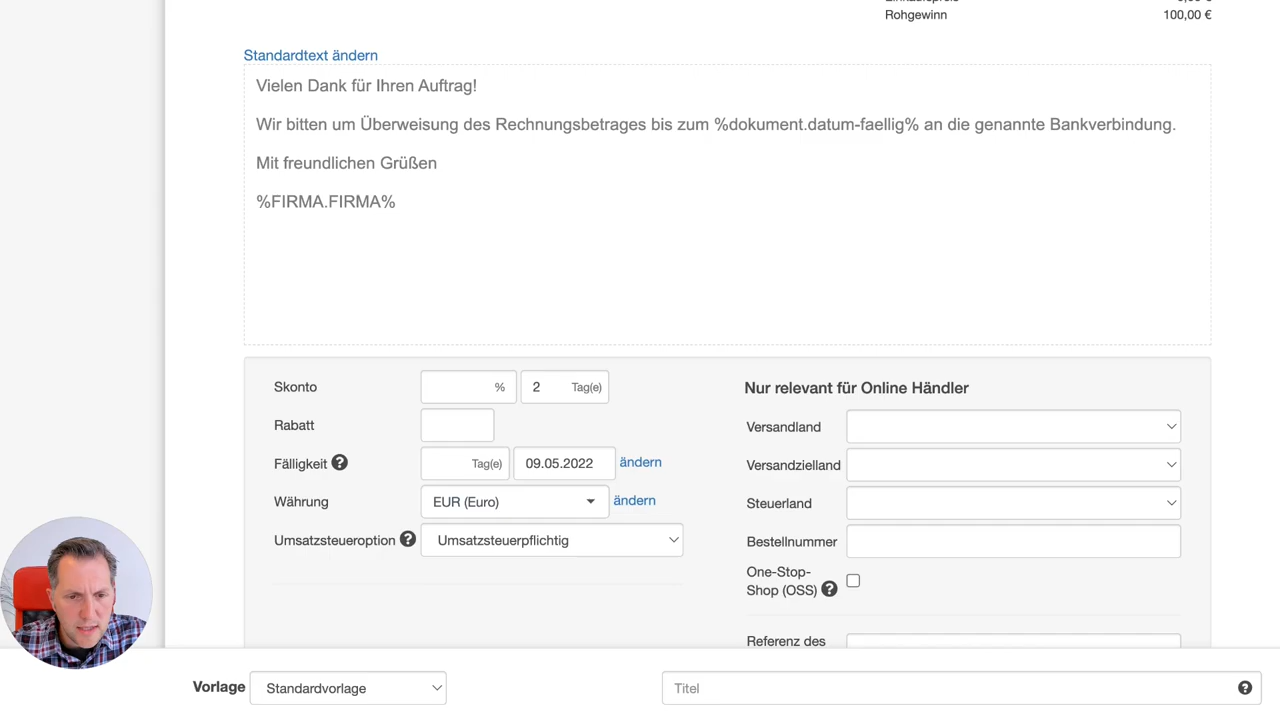 Rohgewinn 100,00 €
Standardtext ändern
Vielen Dank für Ihren Auftrag!
Wir bitten um Überweisung des Rechnungsbetrages bis zum %dokument.datum-faellig% an die genannte Bankverbindung.
Mit freundlichen Grüßen
%FIRMA.FIRMA%
Skonto % 2 Tag(e)
Rabatt
Fälligkeit ? Tag(e) 09.05.2022 ändern
Währung EUR (Euro) ändern
Umsatzsteueroption ? Umsatzsteuerpflichtig
Nur relevant für Online Händler
Versandland
Versandzielland
Steuerland
Bestellnummer
One-Stop-
Shop (OSS) ?
Referenz des
Vorlage Standardvorlage Titel ?